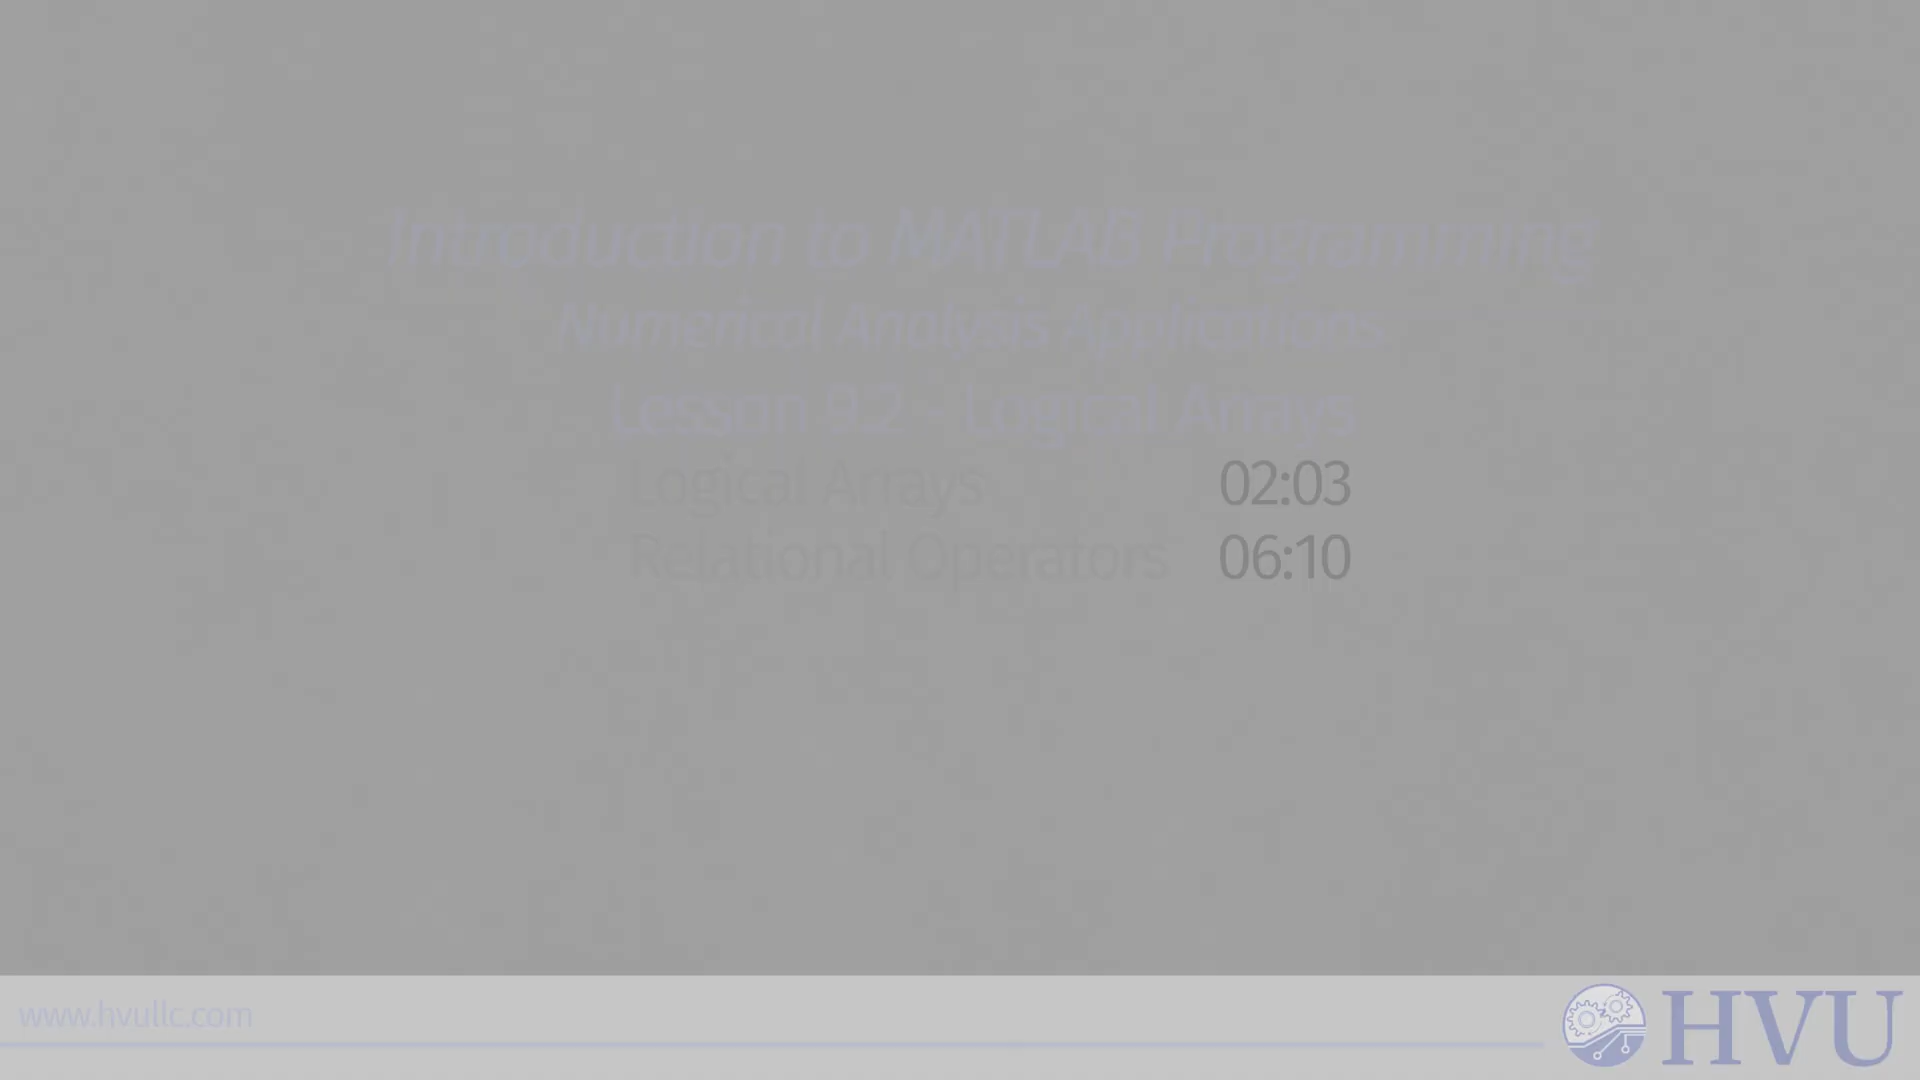 Introduction to MATLAB Programming
Numerical Analysis Applications
Lesson 9.2 - Logical Arrays
Logical Arrays 02:03
Relational Operators 06:10
www.hvullc.com
HVU